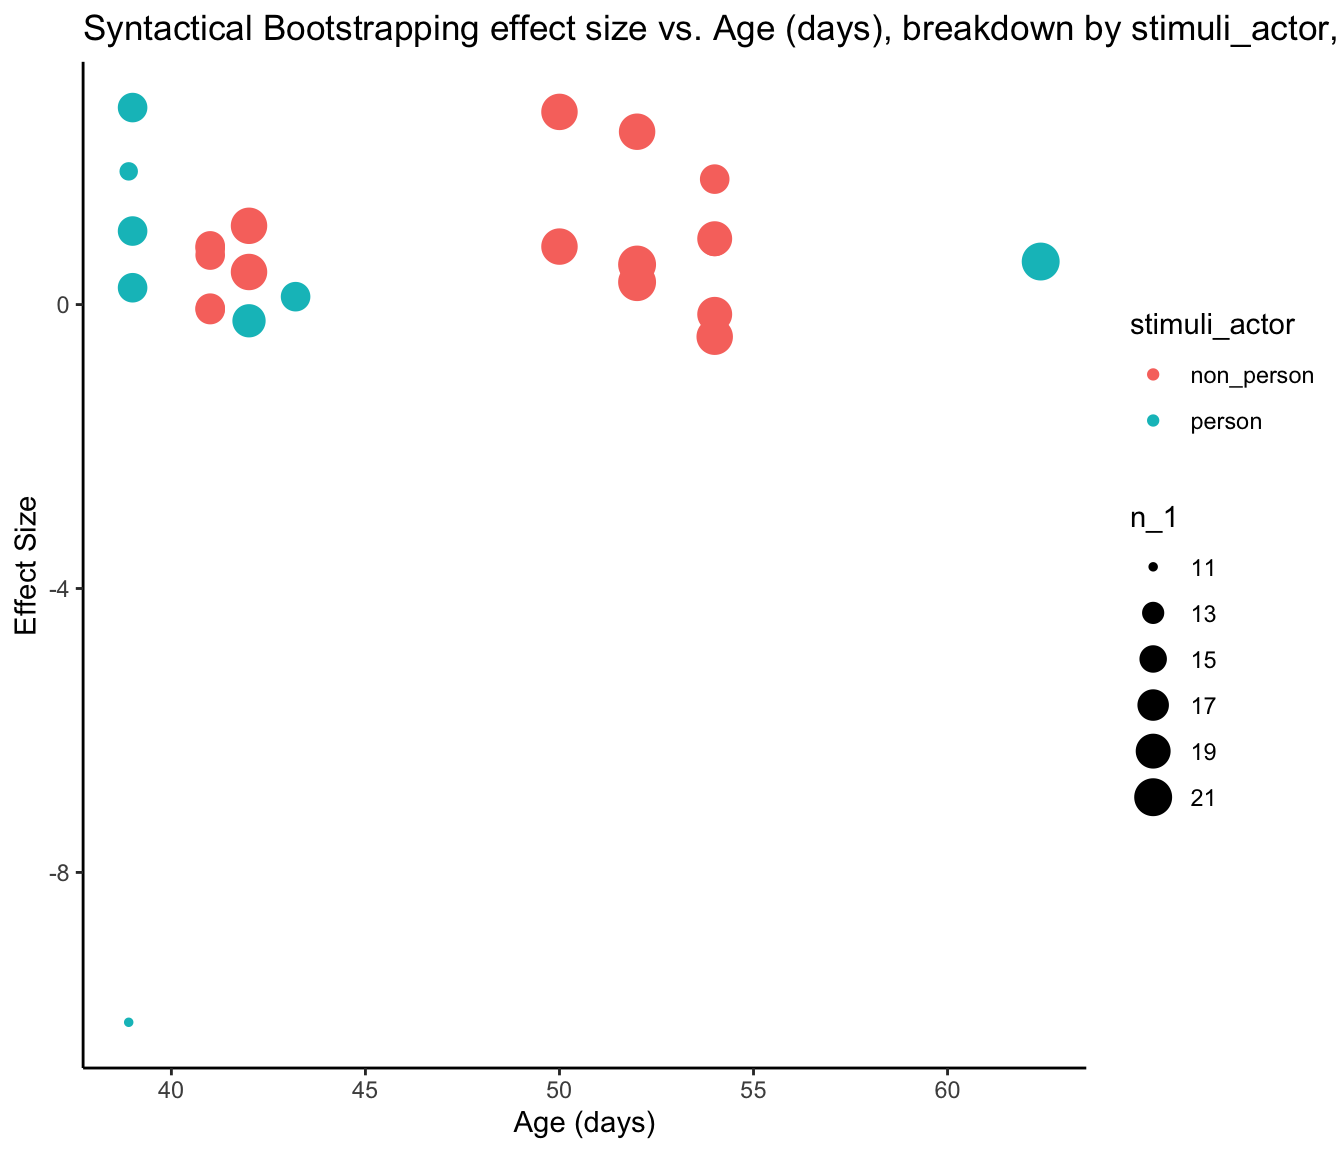 Syntactical Bootstrapping effect size vs. Age (days), breakdown by stimuli_actor,
0
-4
-8
Effect Size
40
45
50
55
60
Age (days)
stimuli_actor
non_person
person
n_1
11
13
15
17
19
21